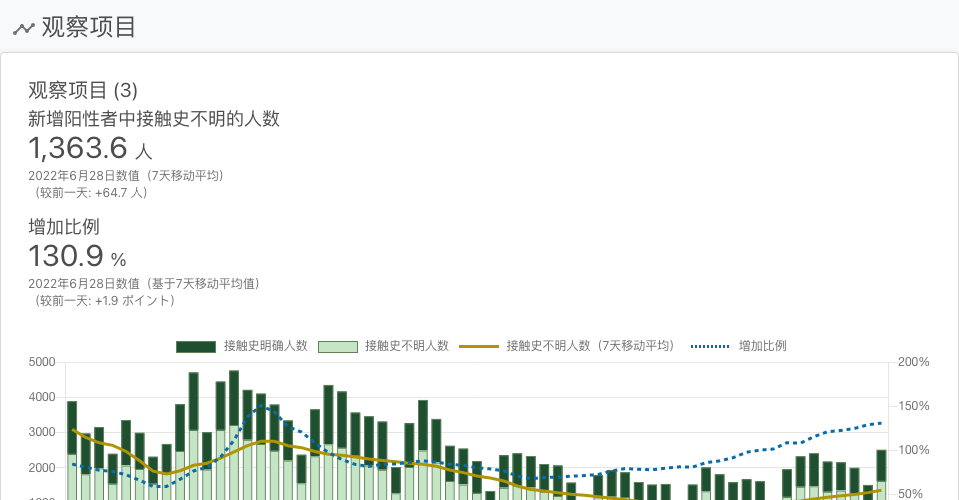 观察项目
观察项目 (3)
新增阳性者中接触史不明的人数
1,363.6 人
2022年6月28日数值（7天移动平均）
（较前一天: +64.7 人）
增加比例
130.9 %
2022年6月28日数值（基于7天移动平均值）
（较前一天: +1.9 ポイント）
接触史明确人数 接触史不明人数 接触史不明人数（7天移动平均） 增加比例
5000 200%
4000 150%
3000
2000 100%
50%